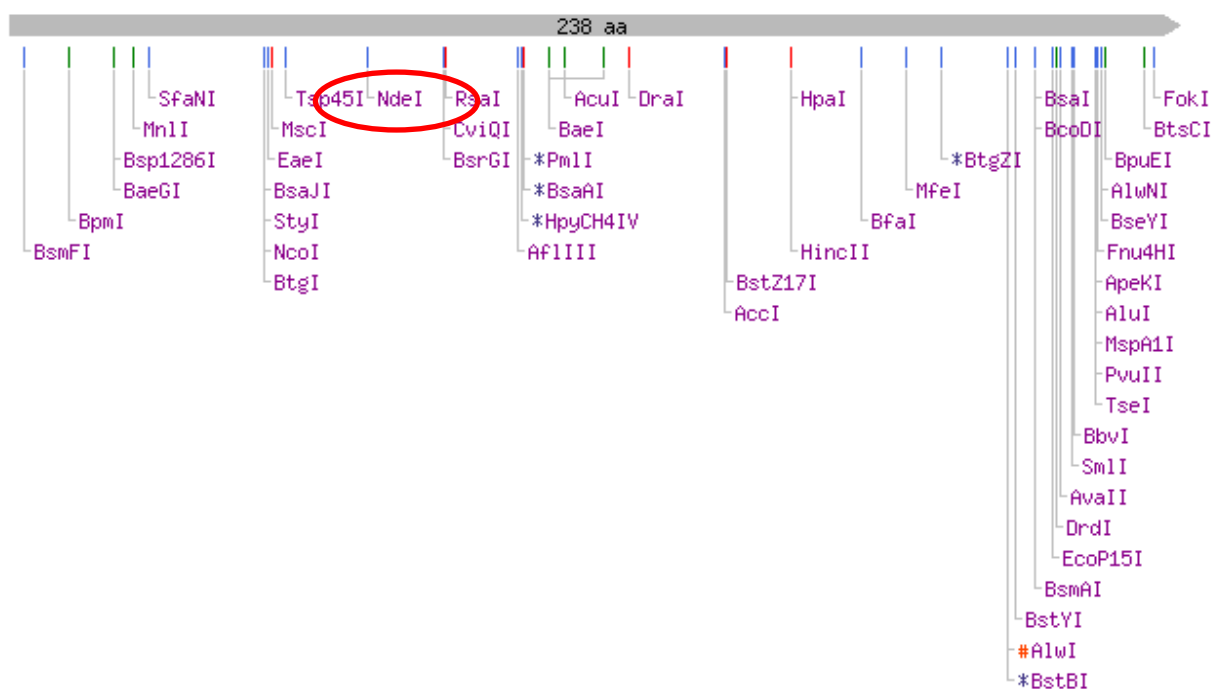 238 aa
SfaNI Tsp45I NdeI RsaI AcuI DraI HpaI BsaI FokI
MnlI MscI CviQI BaeI BcoDI BtsCI
Bsp1286I EaeI BsrGI *PmlI *BtgZI BpuEI
BaeGI BsaJI *BsaAI MfeI AlwNI
BpmI StyI *HpyCH4IV BfaI BseYI
BsmFI NcoI AflIII HincII Fnu4HI
BtgI BstZ17I ApeKI
AccI AluI
MspA1I
PvuII
TseI
BbvI
SmlI
AvaII
DrdI
EcoP15I
BsmAI
BstYI
#AlwI
*BstBI